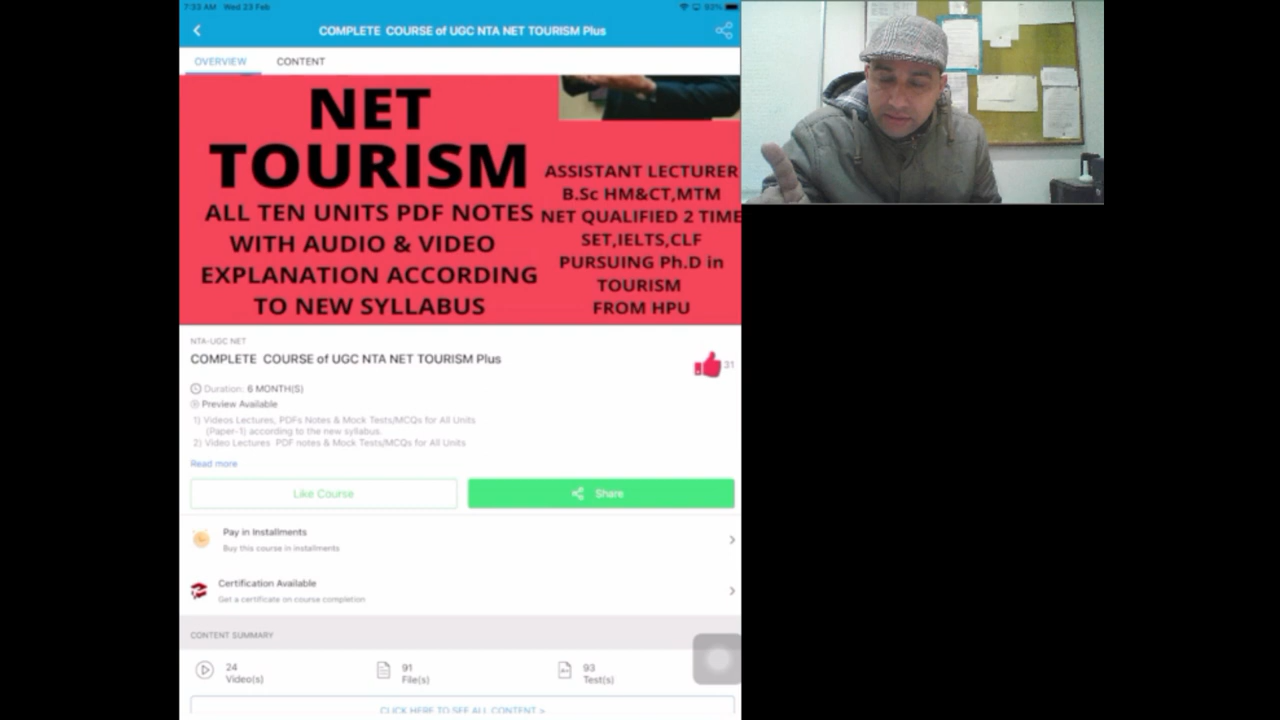 7:33 AM Wed 23 Feb
93%
COMPLETE COURSE of UGC NTA NET TOURISM Plus
OVERVIEW CONTENT
NET
TOURISM
ALL TEN UNITS PDF NOTES
WITH AUDIO & VIDEO
EXPLANATION ACCORDING
TO NEW SYLLABUS
ASSISTANT LECTURER
B.Sc HM&CT,MTM
NET QUALIFIED 2 TIME
SET,IELTS,CLF
PURSUING Ph.D in
TOURISM
FROM HPU
NTA-UGC NET
COMPLETE COURSE of UGC NTA NET TOURISM Plus
31
Duration: 6 MONTH(S)
Preview Available
1) Videos Lectures, PDFs Notes & Mock Tests/MCQs for All Units
(Paper-1) according to the new syllabus.
2) Video Lectures PDF notes & Mock Tests/MCQs for All Units
Read more
Like Course
Share
Pay in Installments
Buy this course in installments
Certification Available
Get a certificate on course completion
CONTENT SUMMARY
24
Video(s)
91
File(s)
93
Test(s)
CLICK HERE TO SEE ALL CONTENT >